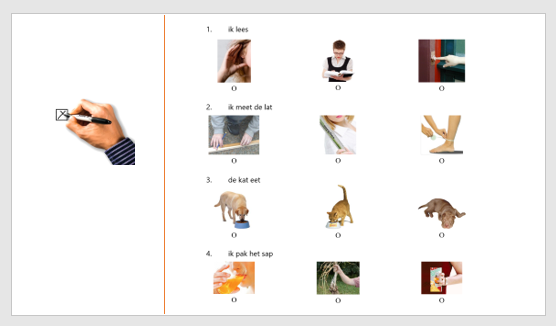 1. ik lees
O O O
2. ik meet de lat
O O O
3. de kat eet
O O O
4. ik pak het sap
O O O